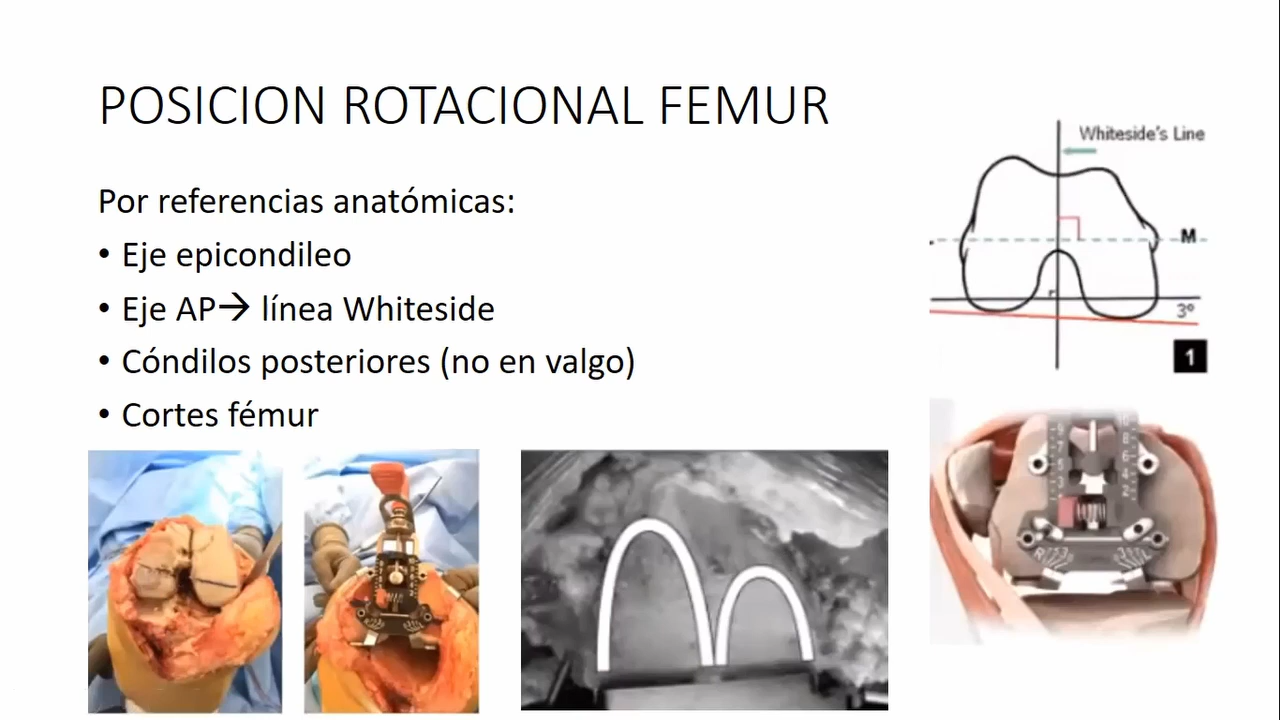 POSICION ROTACIONAL FEMUR
Por referencias anatómicas:
• Eje epicondileo
• Eje AP→ línea Whiteside
• Cóndilos posteriores (no en valgo)
• Cortes fémur
Whiteside's Line
M
r
3º
1